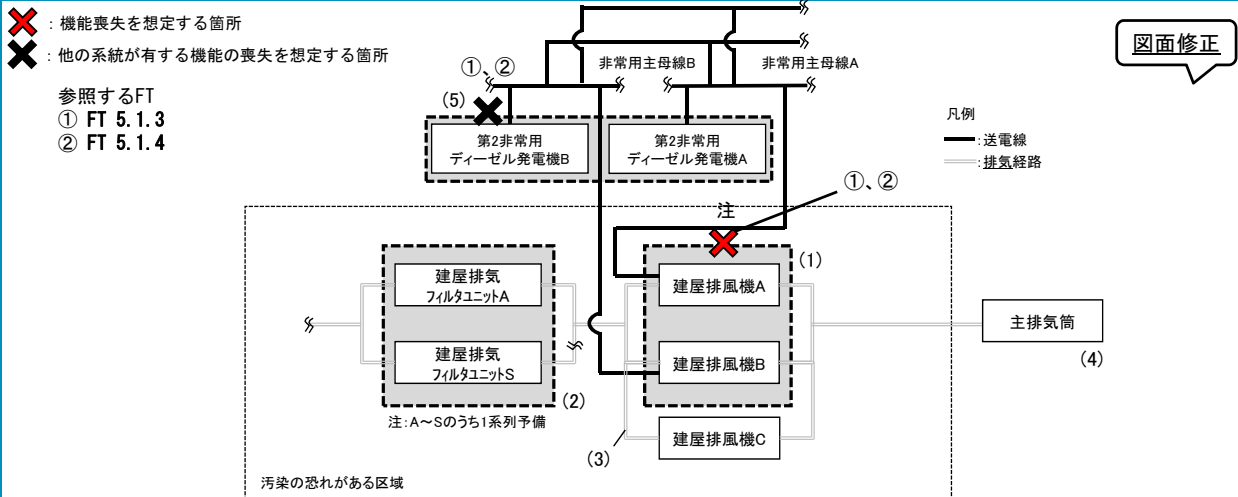 ：機能喪失を想定する箇所
：他の系統が有する機能の喪失を想定する箇所
参照するFT
① FT 5.1.3
② FT 5.1.4
図面修正
①、②
非常用主母線B
非常用主母線A
(5)
第2非常用
ディーゼル発電機B
第2非常用
ディーゼル発電機A
凡例
：送電線
：排気経路
①、②
注
(1)
建屋排気
フィルタユニットA
建屋排風機A
主排気筒
(4)
建屋排気
フィルタユニットS
建屋排風機B
(2)
注：A～Sのうち1系列予備
建屋排風機C
(3)
汚染の恐れがある区域